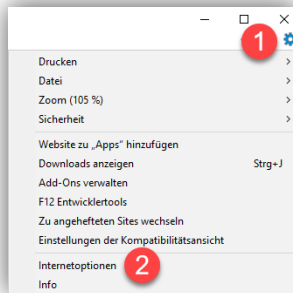 1
Drucken
Datei
Zoom (105 %)
Sicherheit
Website zu „Apps" hinzufügen
Downloads anzeigen Strg+J
Add-Ons verwalten
F12 Entwicklertools
Zu angehefteten Sites wechseln
Einstellungen der Kompatibilitätsansicht
Internetoptionen 2
Info